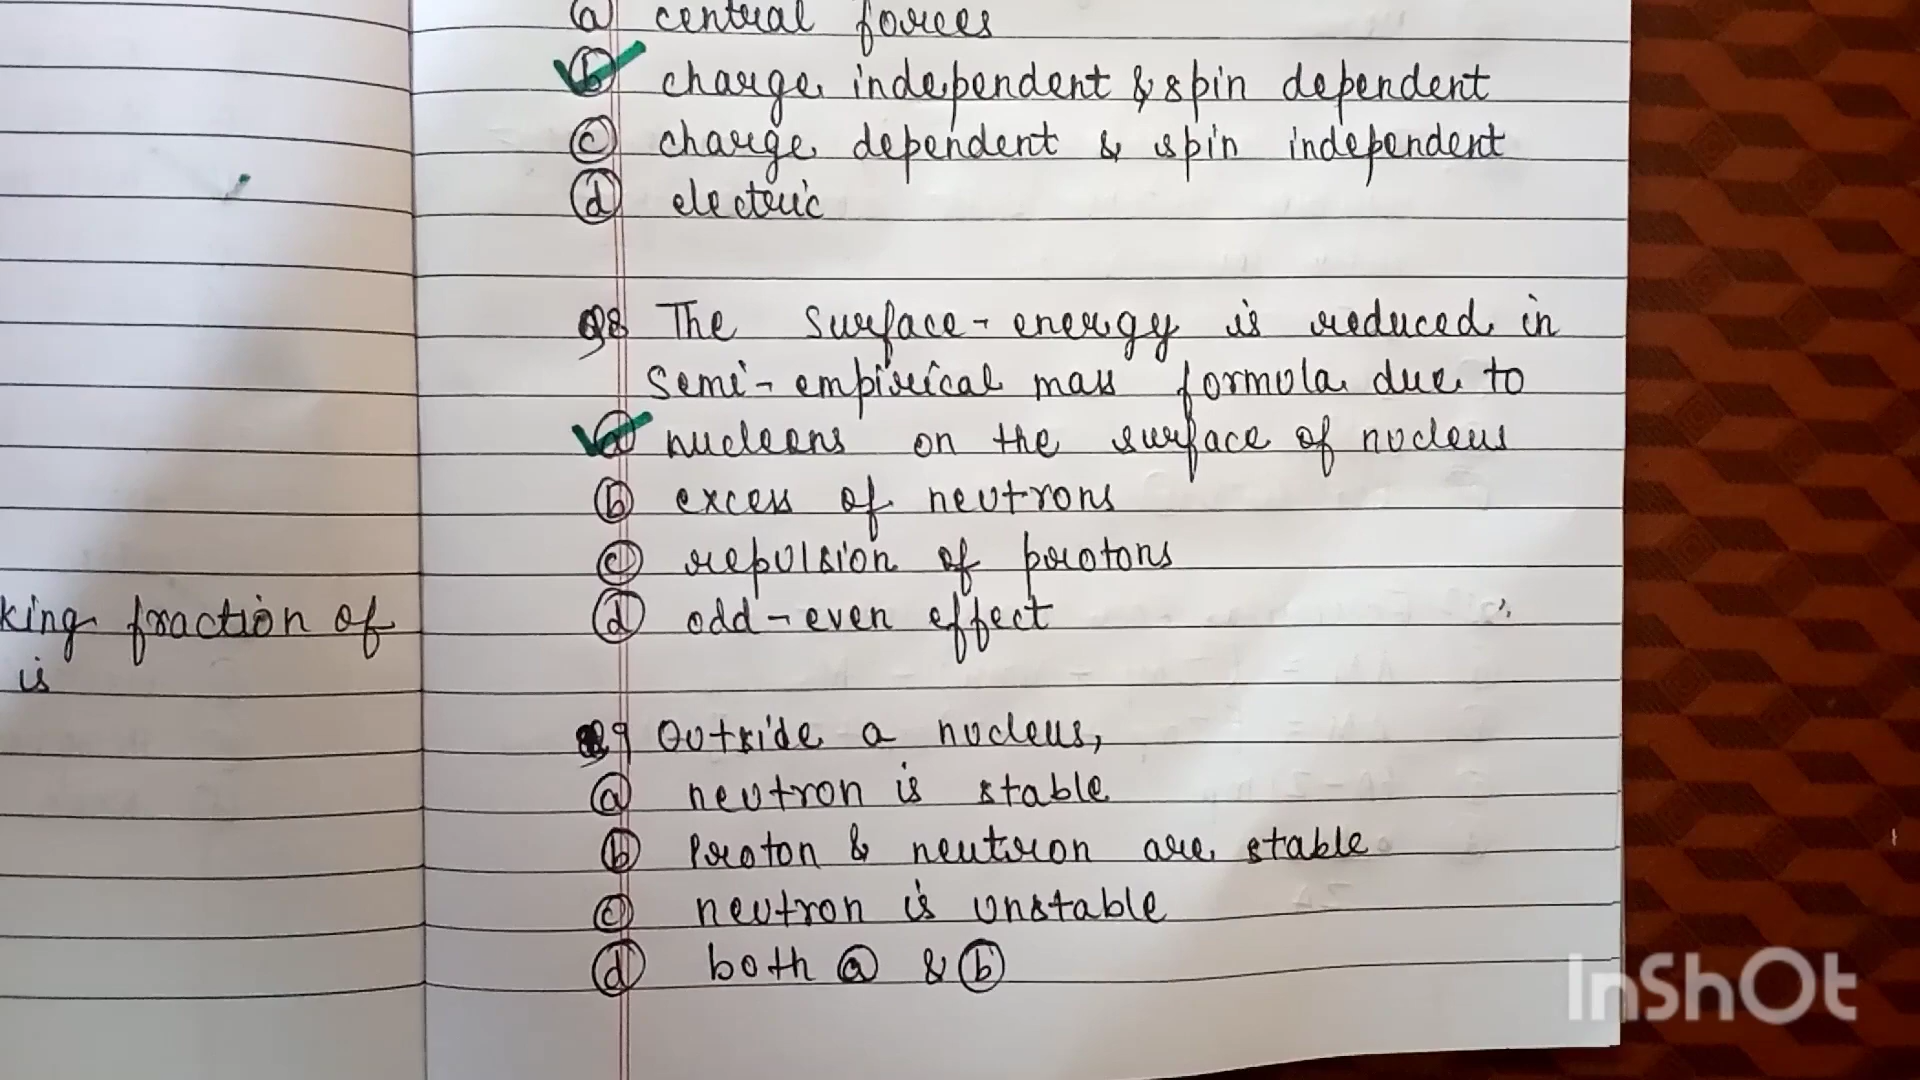 (a) central forces
(b) charge independent & spin dependent
(c) charge dependent & spin independent
(d) electric
Q8 The surface-energy is reduced in
semi-empirical mass formula due to
(a) nucleons on the surface of nucleus
(b) excess of neutrons
(c) repulsion of protons
(d) odd-even effect
king fraction of
is
Q9 Outside a nucleus,
(a) neutron is stable
(b) Proton & neutron are stable
(c) neutron is unstable
(d) both (a) & (b)
InShOt